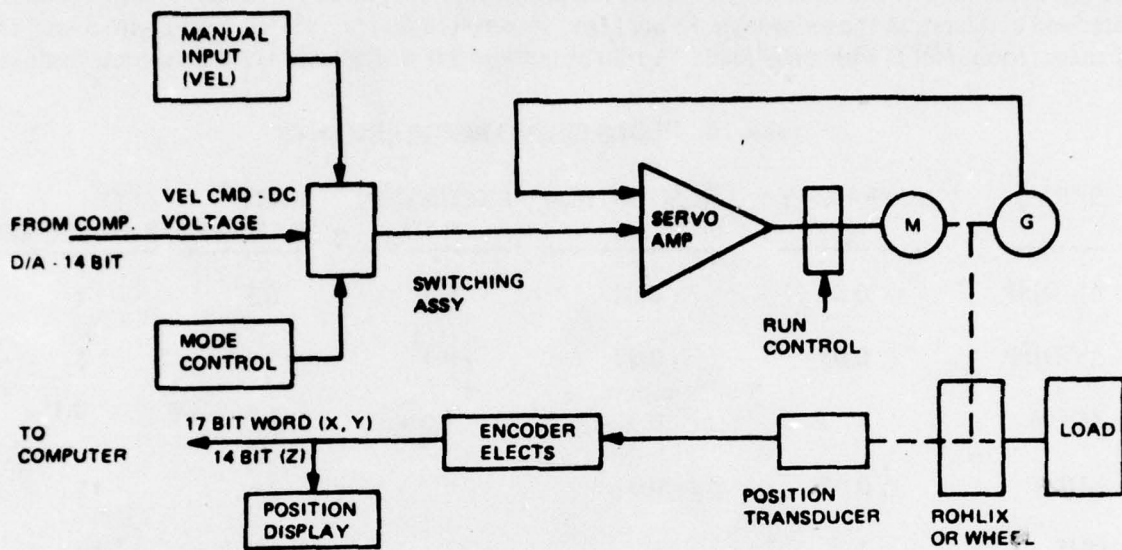 MANUAL
INPUT
(VEL)
VEL CMD - DC
VOLTAGE
FROM COMP.
D/A - 14 BIT
SWITCHING
ASSY
MODE
CONTROL
SERVO
AMP
M
G
RUN
CONTROL
TO
COMPUTER
17 BIT WORD (X, Y)
14 BIT (Z)
ENCODER
ELECTS
POSITION
DISPLAY
POSITION
TRANSDUCER
LOAD
ROHLIX
OR WHEEL